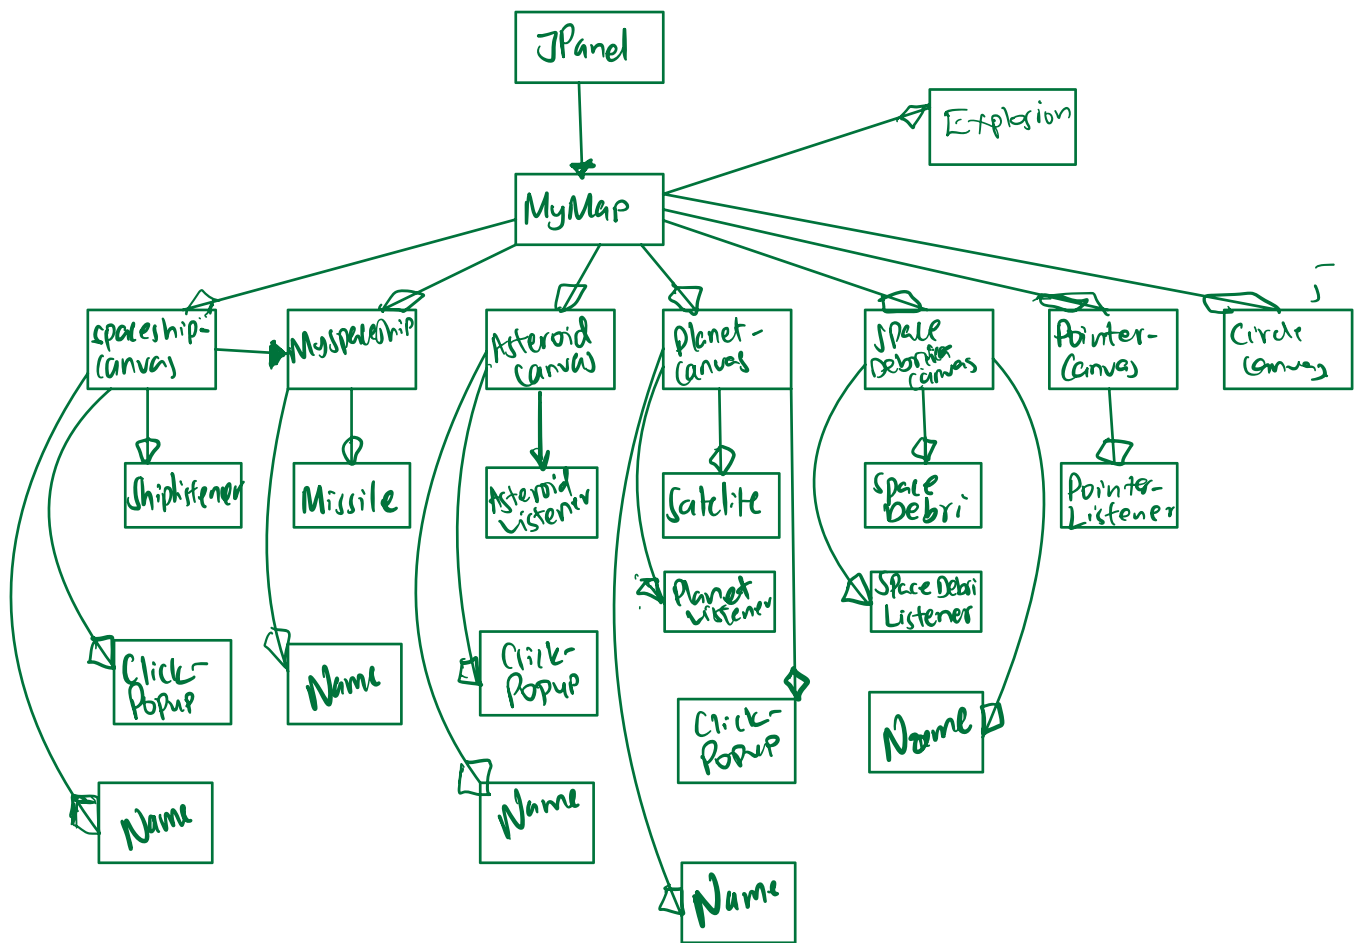 JPanel
Explosion
MyMap
Spaceship-
canvas
Myspaceship
Asteroid
Canvas
Planet-
Canvas
Space
Canvas
Pointer-
Canvas
Circle
Canvas
Shiplistener
Missile
Asteroid
Listener
Satelite
Space
Debri
Pointer-
Listener
Planet
Listener
Space Debri
Listener
Click-
Popup
Name
Click-
Popup
Click-
Popup
Name
Name
Name
Name